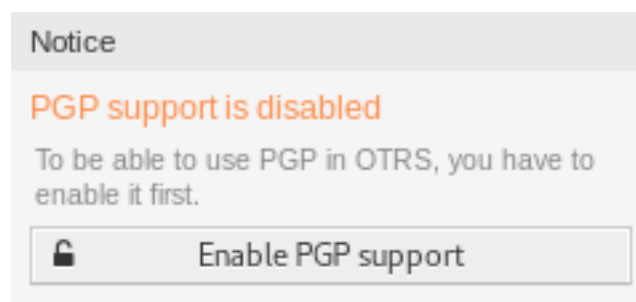 Notice
PGP support is disabled
To be able to use PGP in OTRS, you have to
enable it first.
Enable PGP support